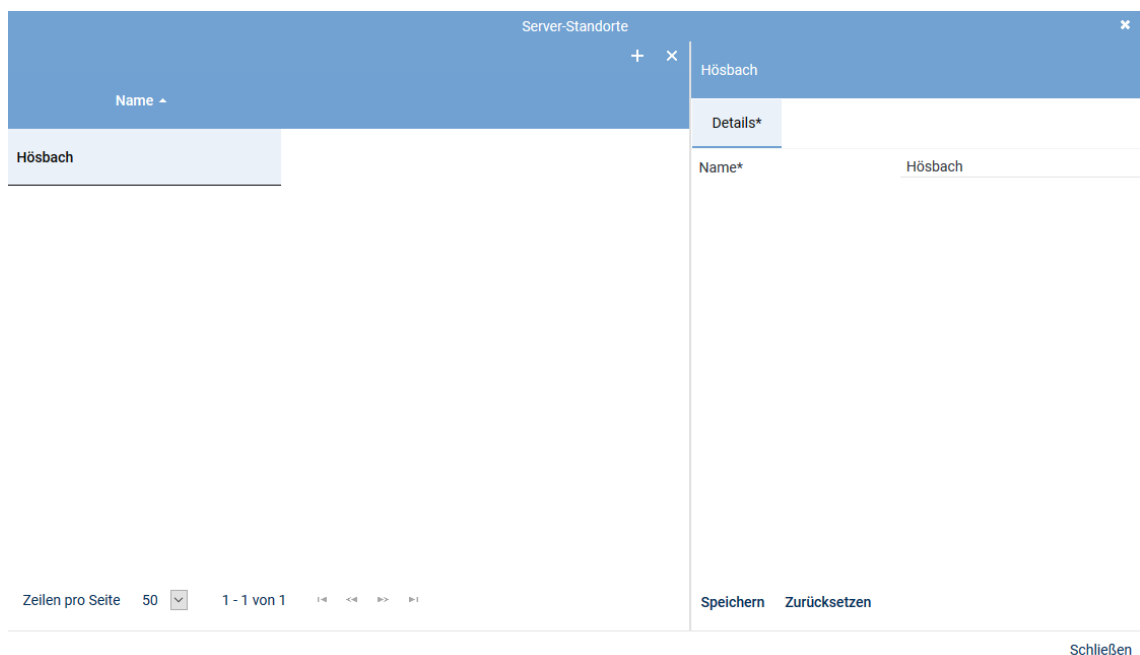 Server-Standorte
Name
Hösbach
Zeilen pro Seite 50 1 - 1 von 1
Hösbach
Details*
Name* Hösbach
Speichern Zurücksetzen
Schließen